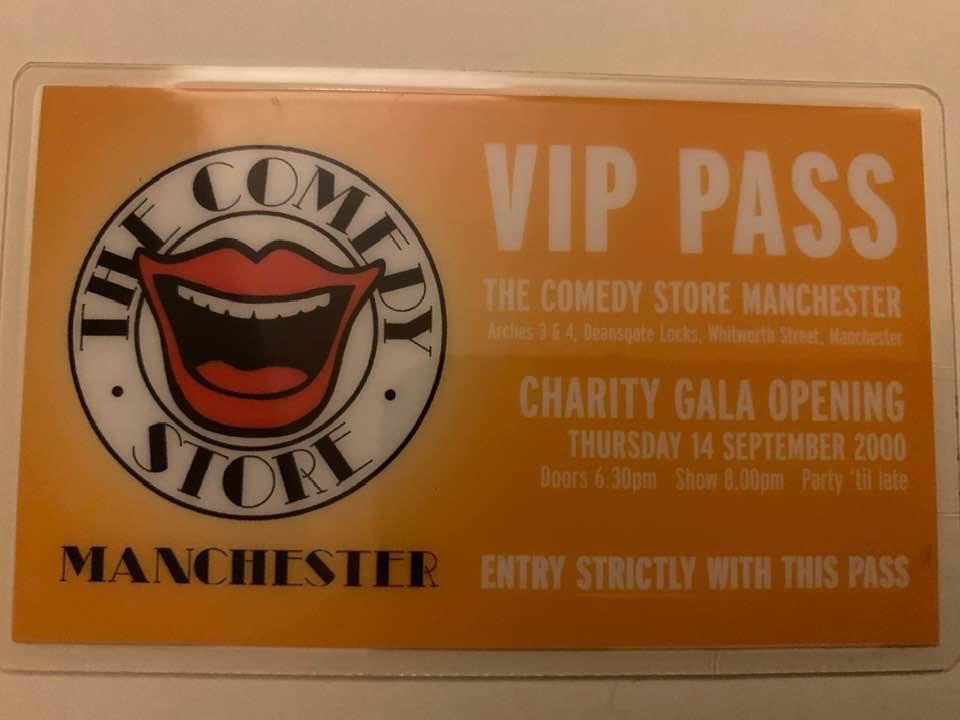 THE COMEDY
STORE
MANCHESTER
VIP PASS
THE COMEDY STORE MANCHESTER
Arches 3 & 4, Deansgate Locks, Whitworth Street, Manchester
CHARITY GALA OPENING
THURSDAY 14 SEPTEMBER 2000
Doors 6.30pm Show 8.00pm Party 'til late
ENTRY STRICTLY WITH THIS PASS